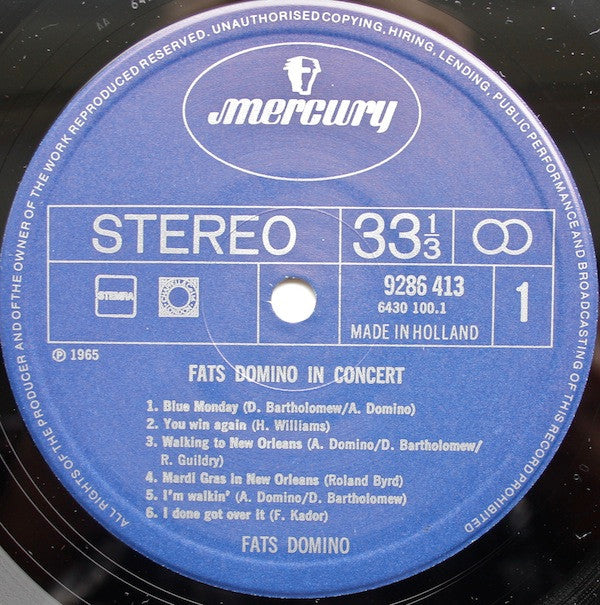 ALL RIGHTS OF THE PRODUCER AND OF THE OWNER OF THE WORK REPRODUCED RESERVED. UNAUTHORISED COPYING, HIRING, LENDING, PUBLIC PERFORMANCE AND BROADCASTING OF THIS RECORD PROHIBITED
mercury
STEREO 33 1/3
STEMRA
9286 413
6430 100.1
1
MADE IN HOLLAND
℗ 1965
FATS DOMINO IN CONCERT
1. Blue Monday (D. Bartholomew/A. Domino)
2. You win again (H. Williams)
3. Walking to New Orleans (A. Domino/D. Bartholomew/
R. Guildry)
4. Mardi Gras in New Orleans (Roland Byrd)
5. I'm walkin' (A. Domino/D. Bartholomew)
6. I done got over it (F. Kador)
FATS DOMINO